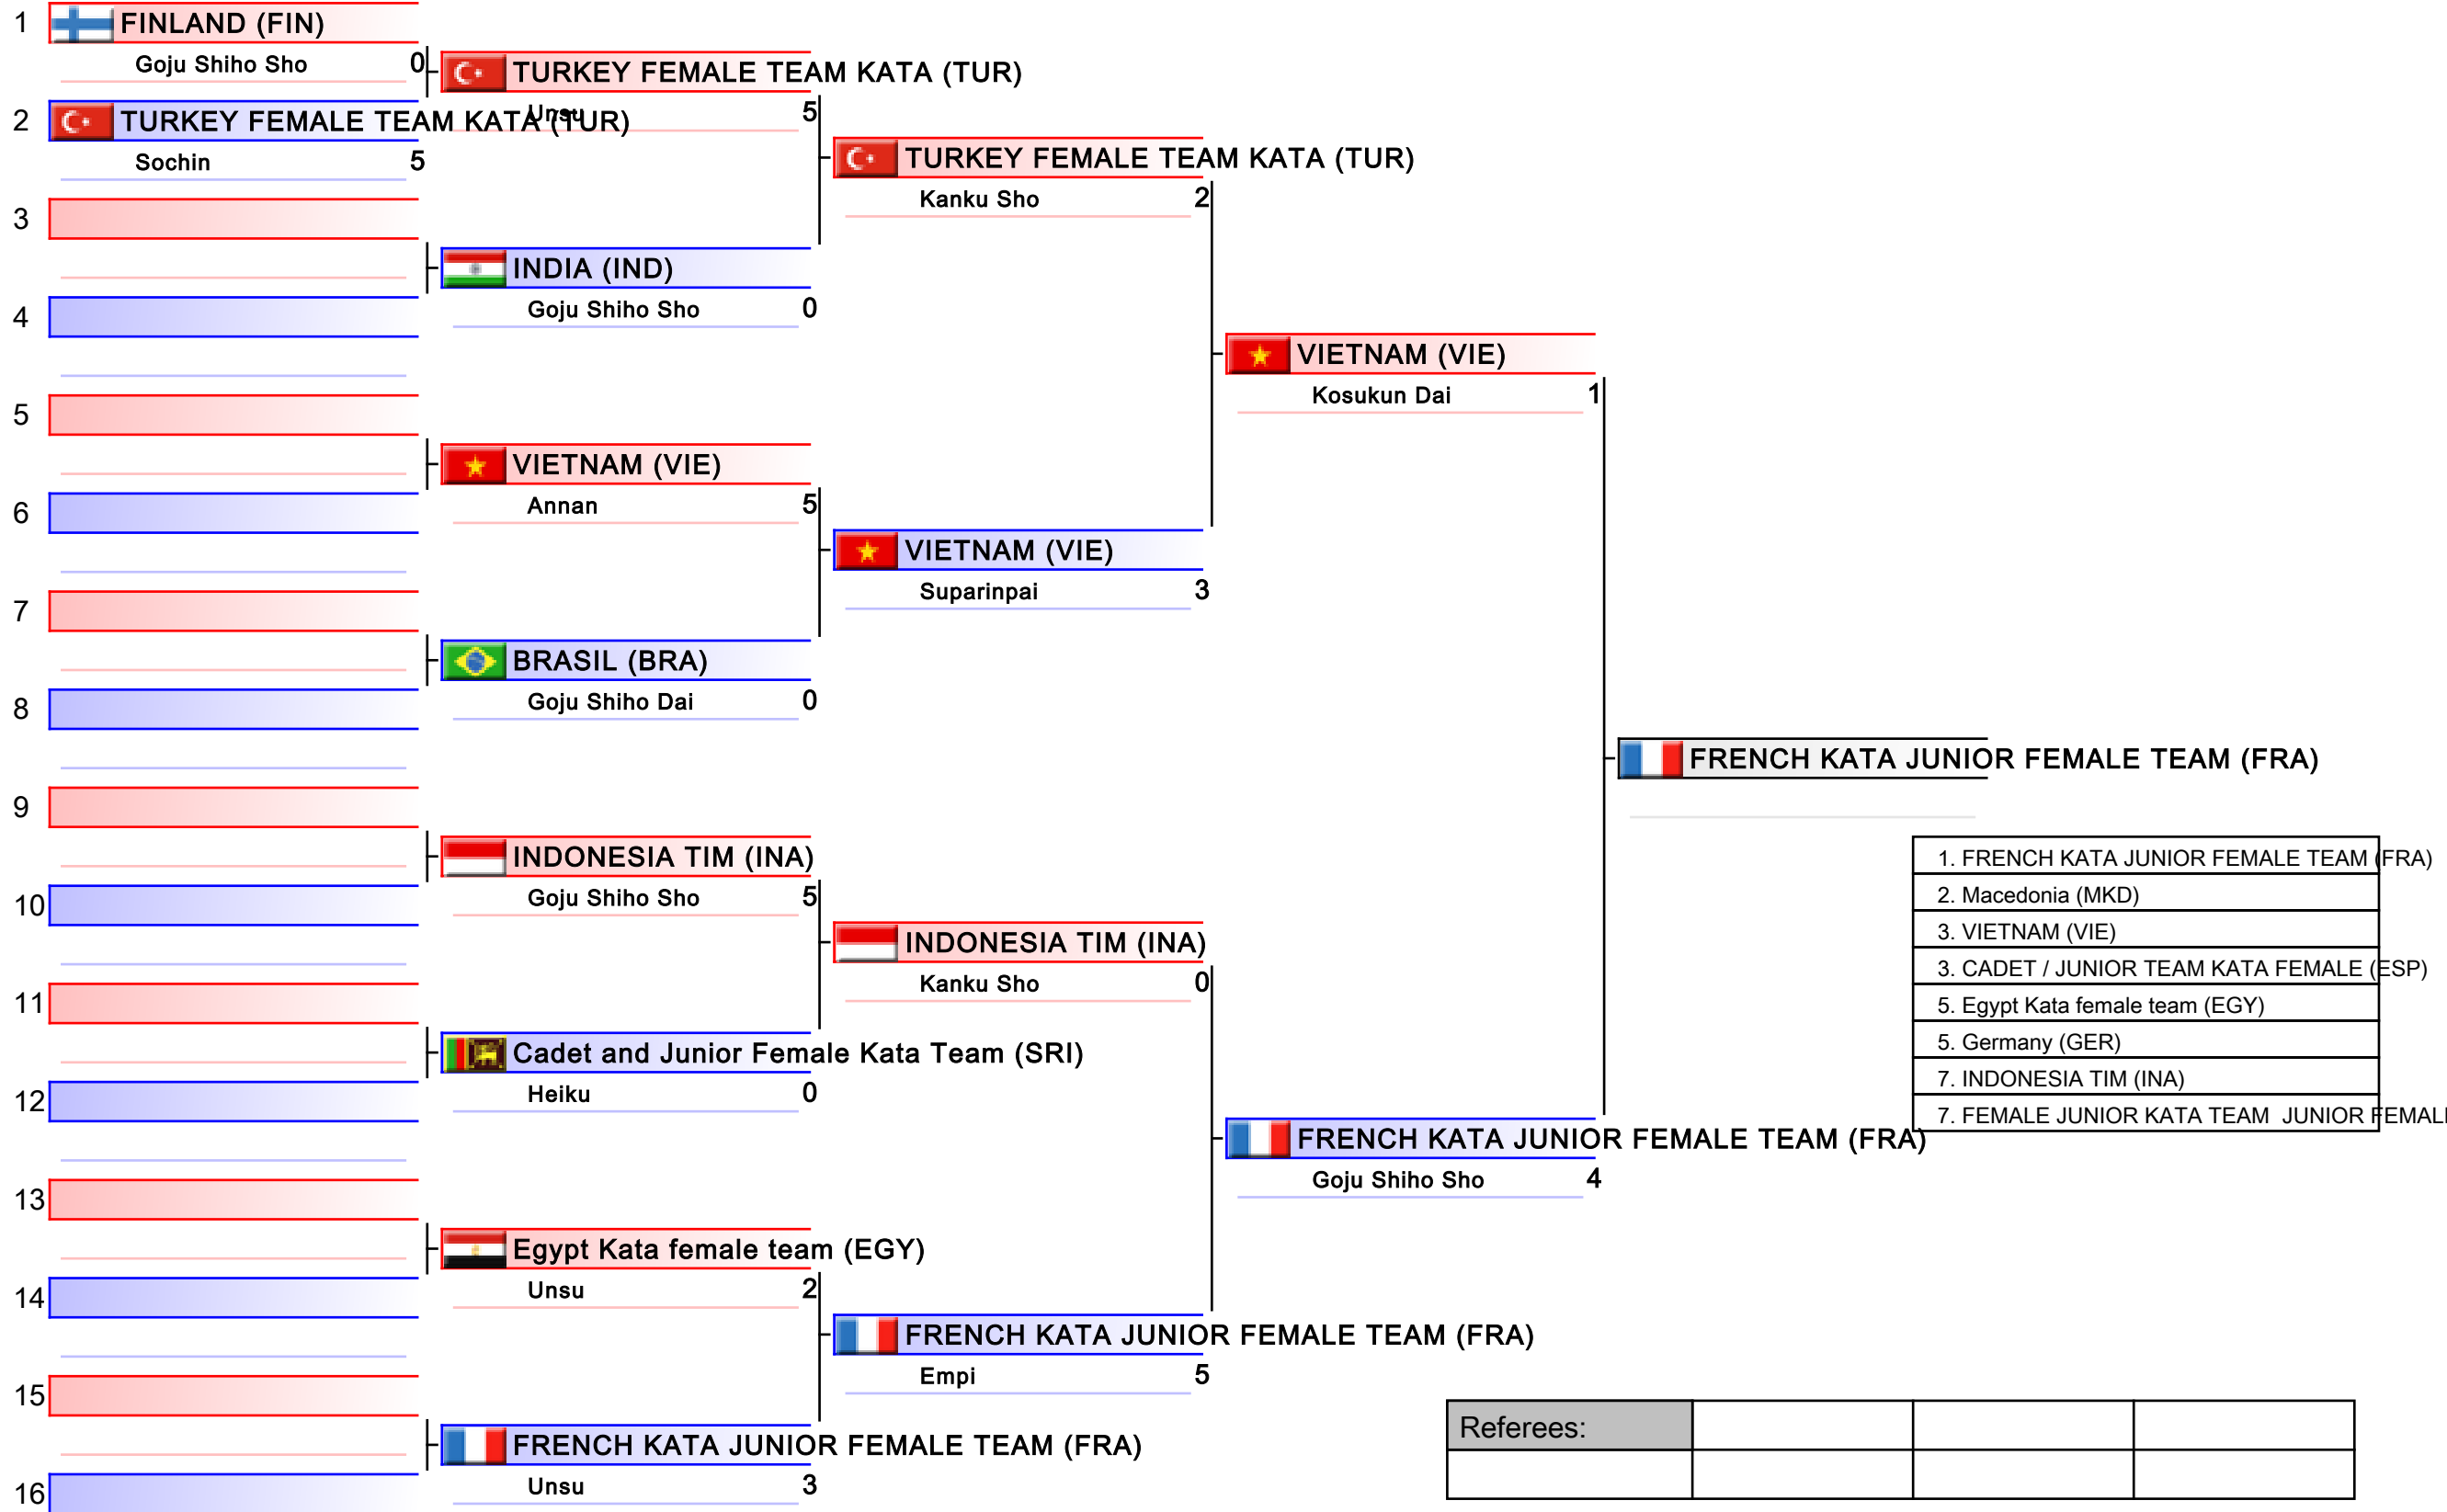 1 FINLAND (FIN)
Goju Shiho Sho 0
TURKEY FEMALE TEAM KATA (TUR)
Unsu 5
2 TURKEY FEMALE TEAM KATA (TUR)
Sochin 5
TURKEY FEMALE TEAM KATA (TUR)
Kanku Sho 2
3
INDIA (IND)
Goju Shiho Sho 0
4
VIETNAM (VIE)
Kosukun Dai 1
5
VIETNAM (VIE)
Annan 5
6
VIETNAM (VIE)
Suparinpai 3
7
BRASIL (BRA)
Goju Shiho Dai 0
8
FRENCH KATA JUNIOR FEMALE TEAM (FRA)
9
INDONESIA TIM (INA)
Goju Shiho Sho 5
10
INDONESIA TIM (INA)
Kanku Sho 0
11
Cadet and Junior Female Kata Team (SRI)
Heiku 0
12
FRENCH KATA JUNIOR FEMALE TEAM (FRA)
Goju Shiho Sho 4
13
Egypt Kata female team (EGY)
Unsu 2
14
FRENCH KATA JUNIOR FEMALE TEAM (FRA)
Empi 5
15
FRENCH KATA JUNIOR FEMALE TEAM (FRA)
Unsu 3
16
1. FRENCH KATA JUNIOR FEMALE TEAM (FRA)
2. Macedonia (MKD)
3. VIETNAM (VIE)
3. CADET / JUNIOR TEAM KATA FEMALE (ESP)
5. Egypt Kata female team (EGY)
5. Germany (GER)
7. INDONESIA TIM (INA)
7. FEMALE JUNIOR KATA TEAM JUNIOR FEMAL
Referees: